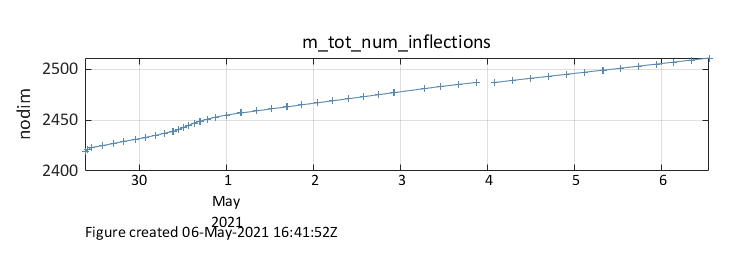 m_tot_num_inflections
nodim
2500
2450
2400
30 1 2 3 4 5 6
May
2021
Figure created 06-May-2021 16:41:52Z